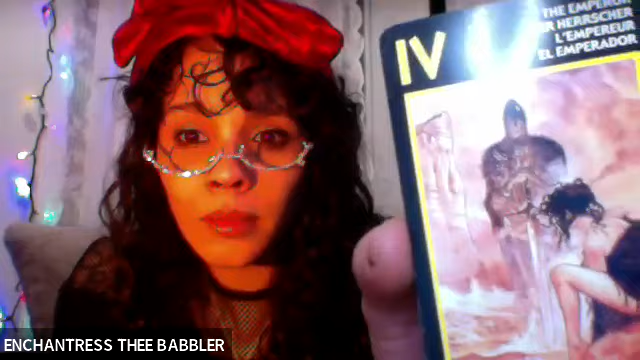 IV
THE EMPEROR
HERRSCHER
L'EMPEREUR
EL EMPERADOR
ENCHANTRESS THEE BABBLER